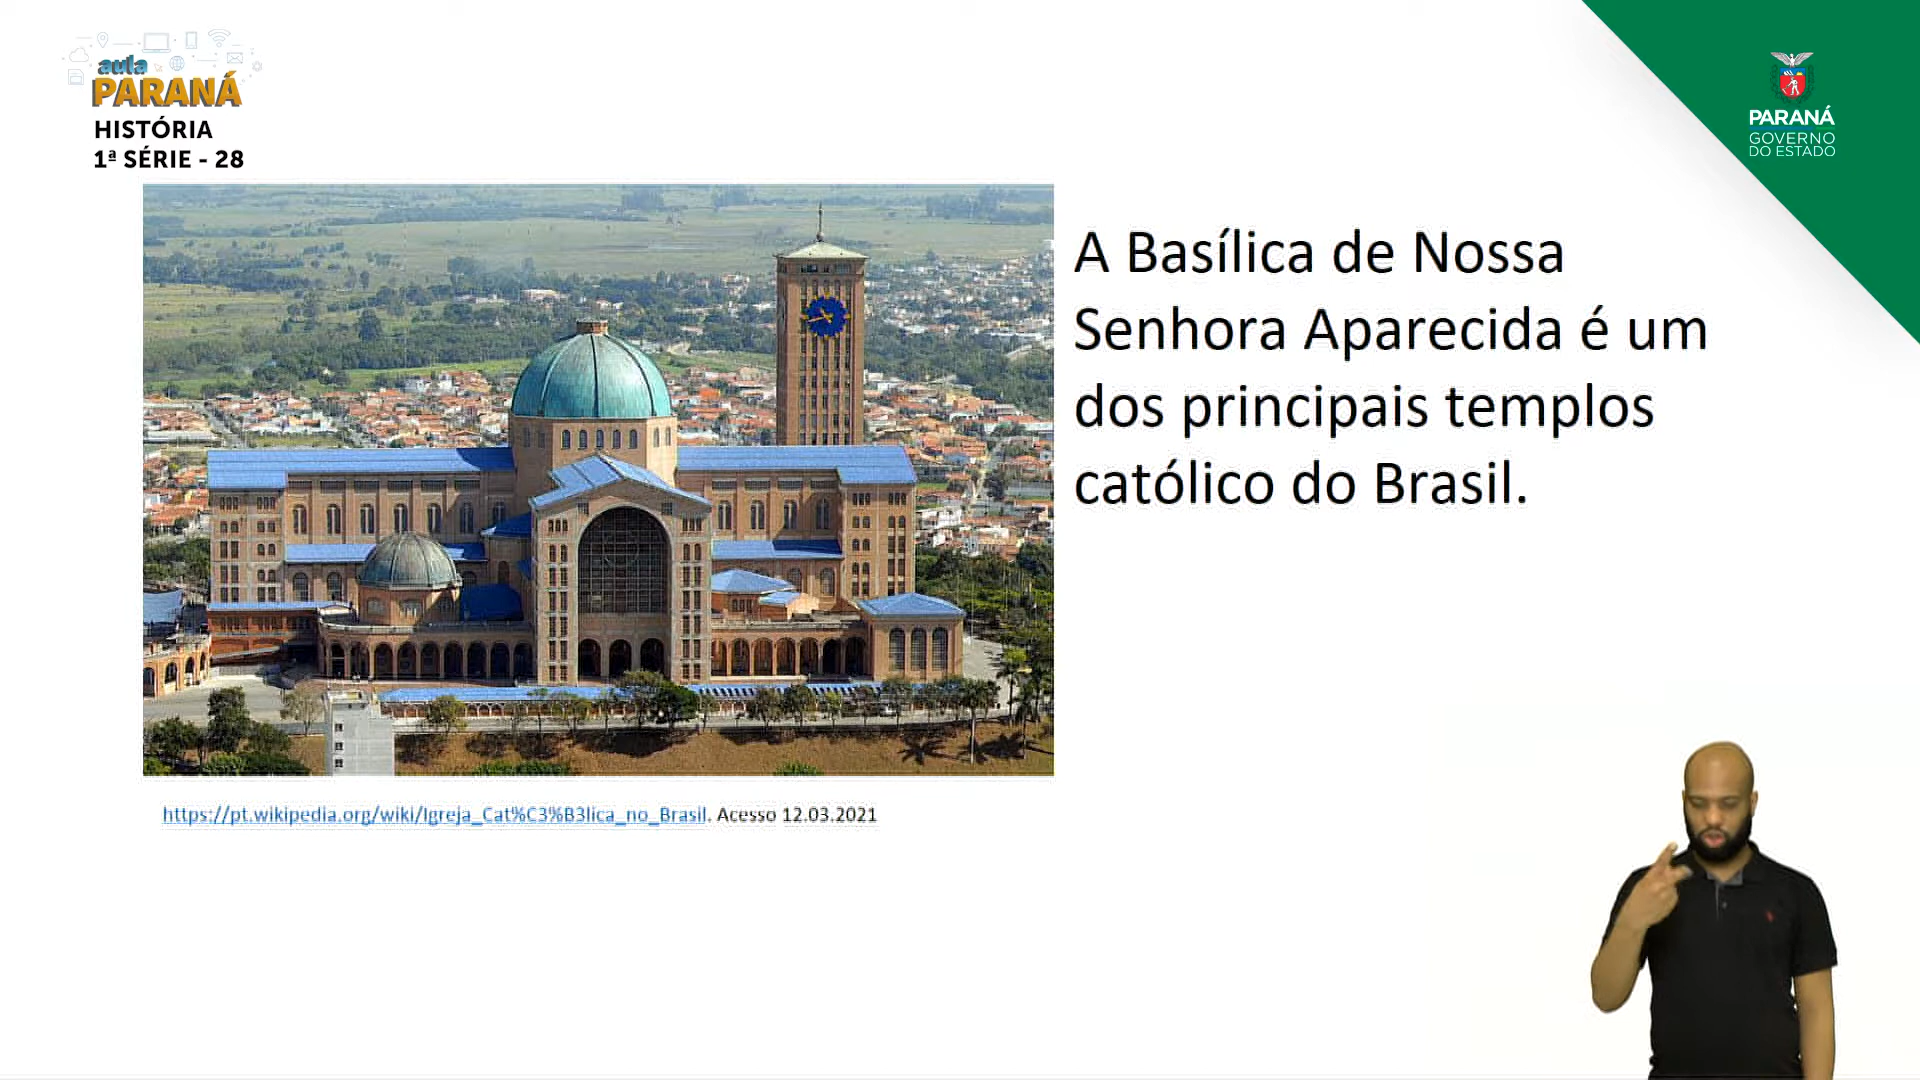 aula
PARANÁ
HISTÓRIA
1ª SÉRIE - 28
PARANÁ
GOVERNO
DO ESTADO
A Basílica de Nossa
Senhora Aparecida é um
dos principais templos
católico do Brasil.
https://pt.wikipedia.org/wiki/Igreja_Cat%C3%B3lica_no_Brasil. Acesso 12.03.2021